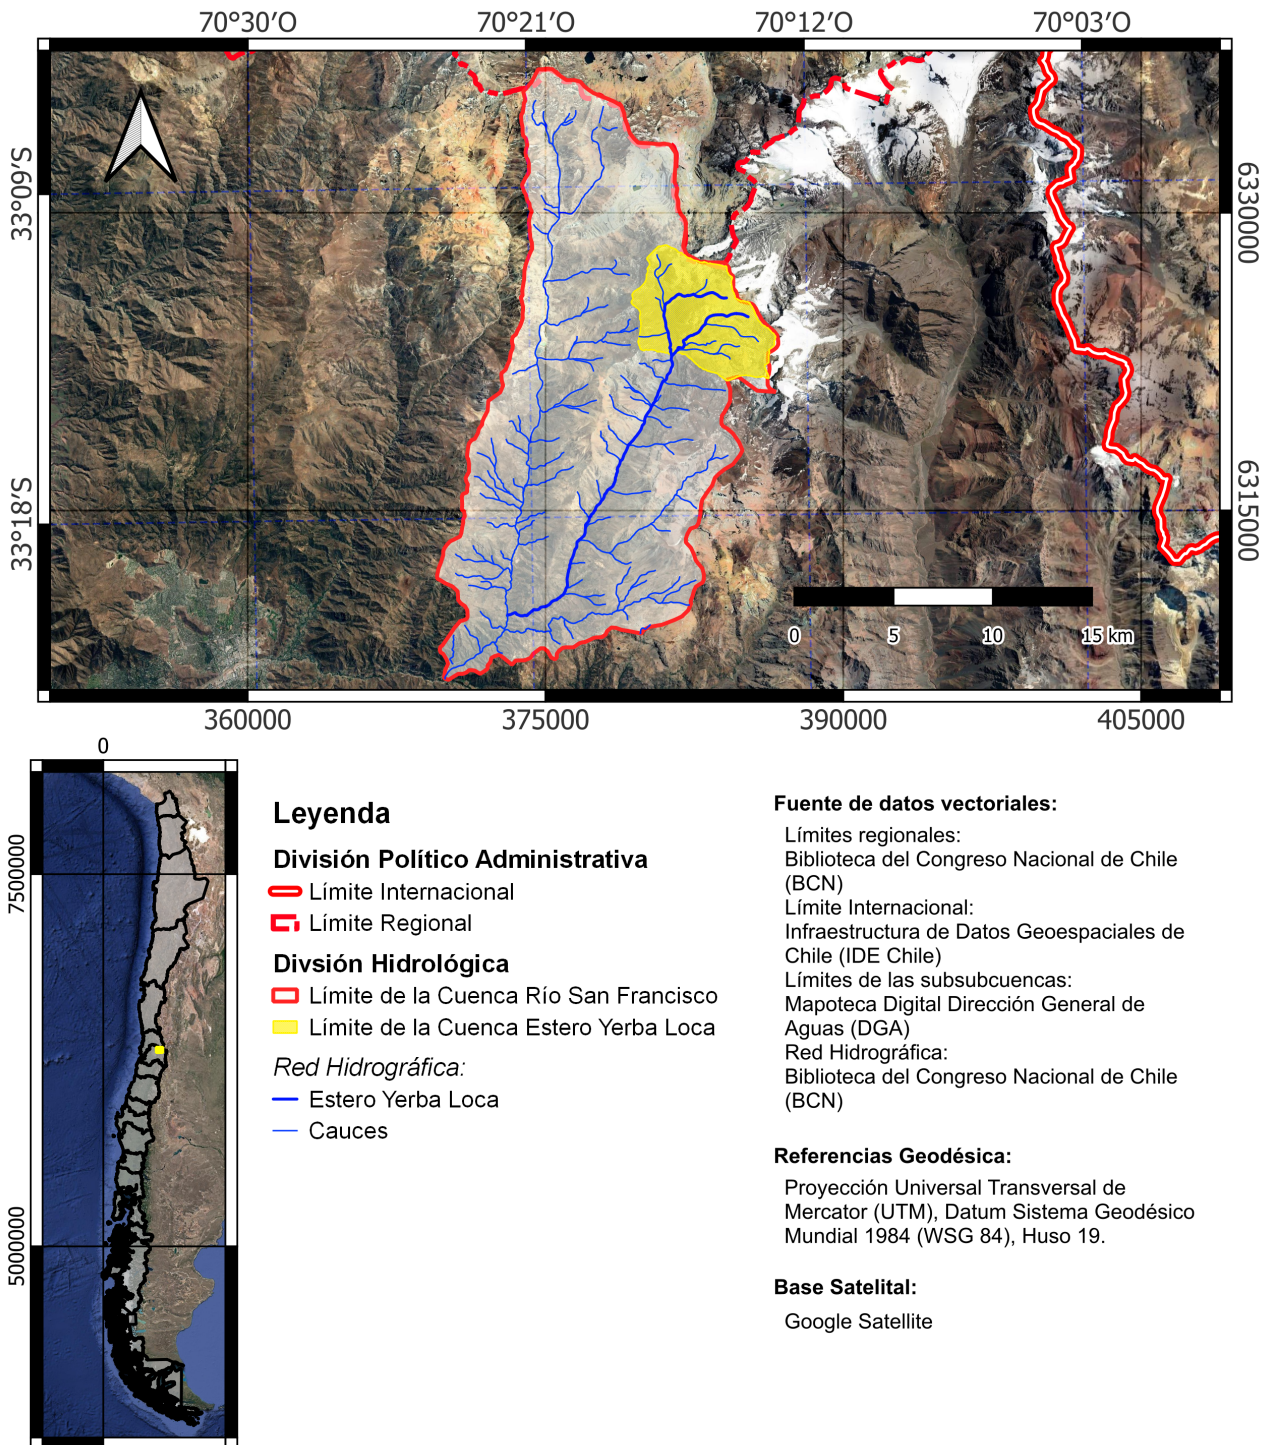 70°30′O
70°21′O
70°12′O
70°03′O
33°09′S
6330000
33°18′S
6315000
0
5
10
15 km
360000
375000
390000
405000
0
7500000
5000000
Leyenda
División Político Administrativa
Límite Internacional
Límite Regional
Divsión Hidrológica
Límite de la Cuenca Río San Francisco
Límite de la Cuenca Estero Yerba Loca
Red Hidrográfica:
Estero Yerba Loca
Cauces
Fuente de datos vectoriales:
Límites regionales:
Biblioteca del Congreso Nacional de Chile
(BCN)
Límite Internacional:
Infraestructura de Datos Geoespaciales de
Chile (IDE Chile)
Límites de las subsubcuencas:
Mapoteca Digital Dirección General de
Aguas (DGA)
Red Hidrográfica:
Biblioteca del Congreso Nacional de Chile
(BCN)
Referencias Geodésica:
Proyección Universal Transversal de
Mercator (UTM), Datum Sistema Geodésico
Mundial 1984 (WSG 84), Huso 19.
Base Satelital:
Google Satellite